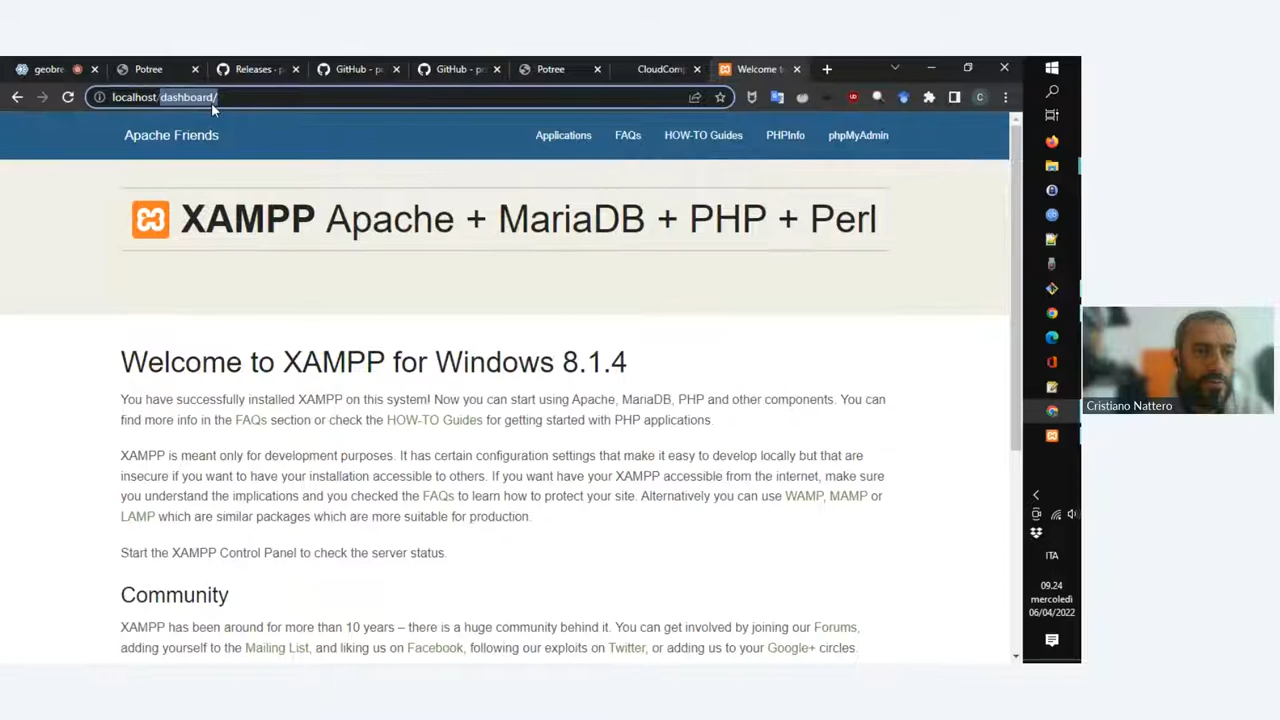 geobre
Potree
Releases - p
GitHub - p
GitHub - p
Potree
CloudComp
Welcome to
localhost/dashboard/
Apache Friends
Applications
FAQs
HOW-TO Guides
PHPInfo
phpMyAdmin
XAMPP Apache + MariaDB + PHP + Perl
Welcome to XAMPP for Windows 8.1.4
You have successfully installed XAMPP on this system! Now you can start using Apache, MariaDB, PHP and other components. You can
find more info in the FAQs section or check the HOW-TO Guides for getting started with PHP applications.
XAMPP is meant only for development purposes. It has certain configuration settings that make it easy to develop locally but that are
insecure if you want to have your installation accessible to others. If you want have your XAMPP accessible from the internet, make sure
you understand the implications and you checked the FAQs to learn how to protect your site. Alternatively you can use WAMP, MAMP or
LAMP which are similar packages which are more suitable for production.
Start the XAMPP Control Panel to check the server status.
Community
XAMPP has been around for more than 10 years – there is a huge community behind it. You can get involved by joining our Forums,
adding yourself to the Mailing List, and liking us on Facebook, following our exploits on Twitter, or adding us to your Google+ circles.
Cristiano Nattero
ITA
09.24
mercoledì
06/04/2022